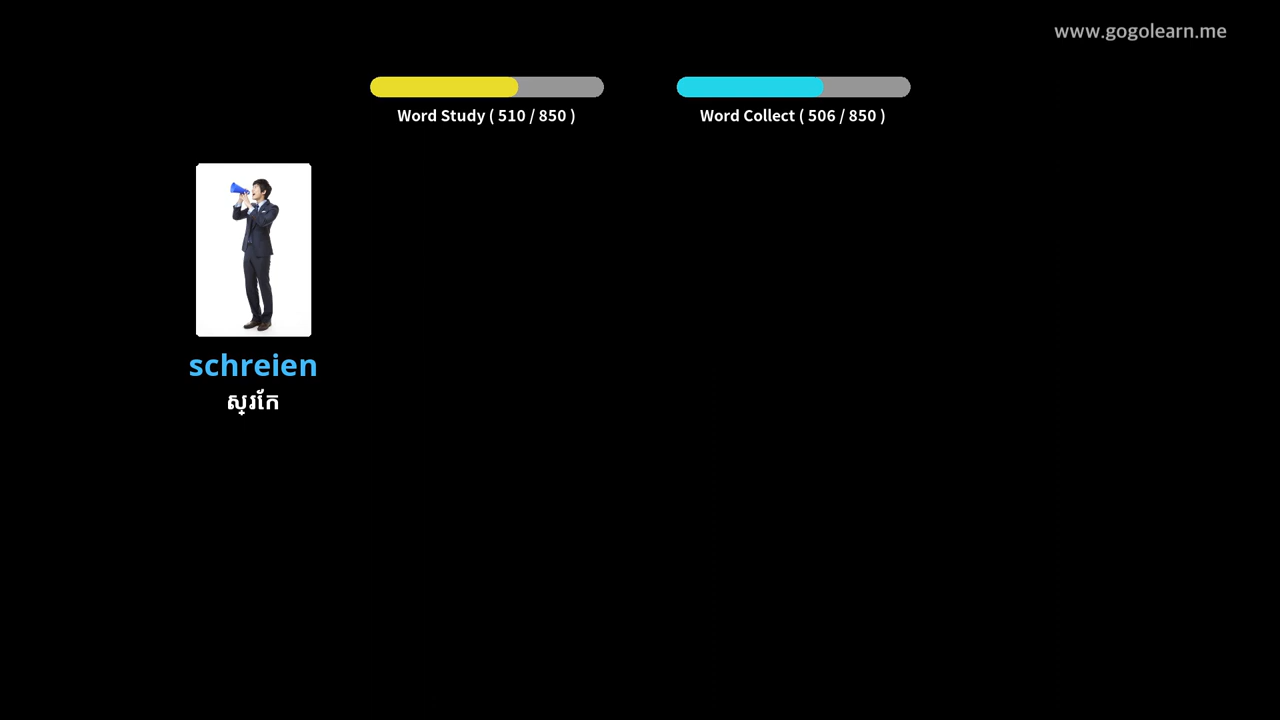 www.gogolearn.me
Word Study ( 510 / 850 )
Word Collect ( 506 / 850 )
schreien
ស្រែក